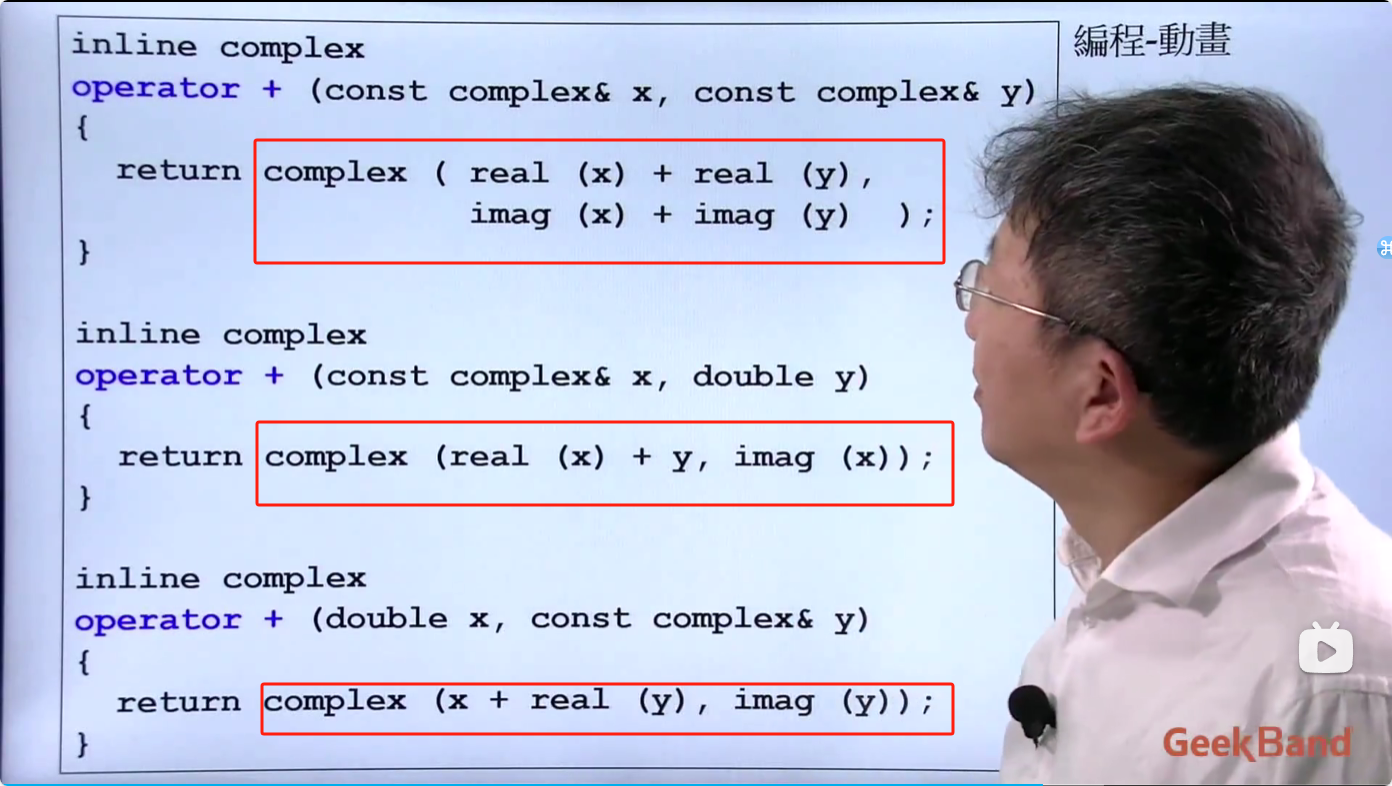 編程-動畫
inline complex
operator + (const complex& x, const complex& y)
{
  return complex ( real (x) + real (y),
                   imag (x) + imag (y)  );
}
inline complex
operator + (const complex& x, double y)
{
  return complex (real (x) + y, imag (x));
}
inline complex
operator + (double x, const complex& y)
{
  return complex (x + real (y), imag (y));
}
GeekBand